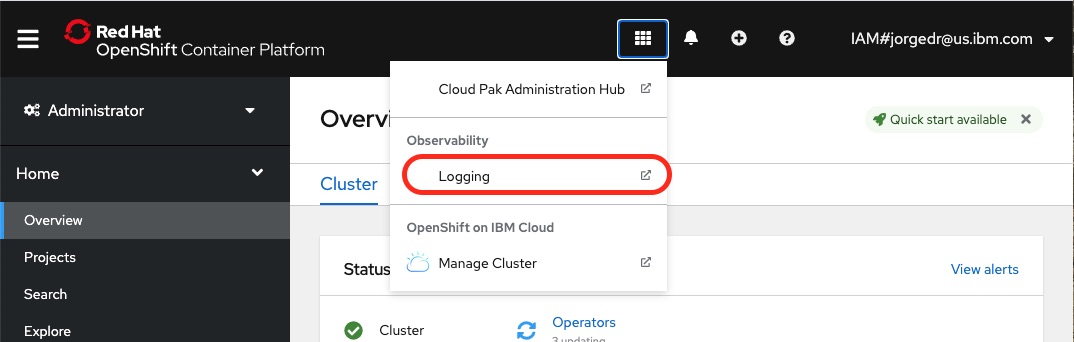 Red Hat
OpenShift Container Platform
IAM#jorgedr@us.ibm.com
Administrator
Home
Overview
Projects
Search
Explore
Cloud Pak Administration Hub
Observability
Logging
OpenShift on IBM Cloud
Manage Cluster
Quick start available
Cluster
Status
View alerts
Cluster
Operators
3 updating